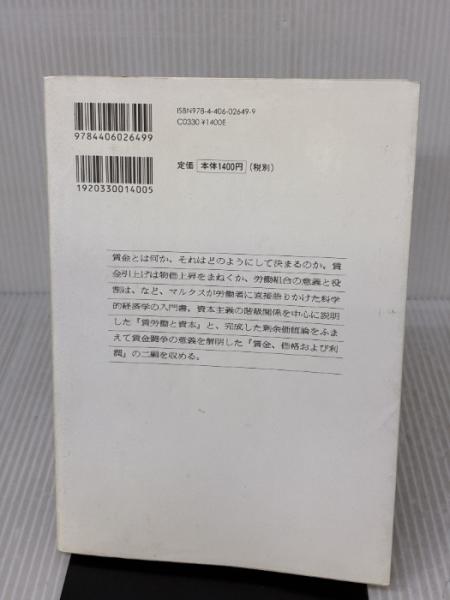 ISBN978-4-406-02649-9
C0330 ¥1400E
9784406026499
定価 本体1400円 (税別)
1920330014005
賃金とは何か、それはどのようにして決まるのか、賃
金引上げは物価上昇をまねくか、労働組合の意義と役
割は、など、マルクスが労働者に直接語りかけた科学
的経済学の入門書。資本主義の階級関係を中心に説明
した『賃労働と資本』と、完成した剰余価値論をふま
えて賃金闘争の意義を解明した『賃金、価格および利
潤』の二編を収める。